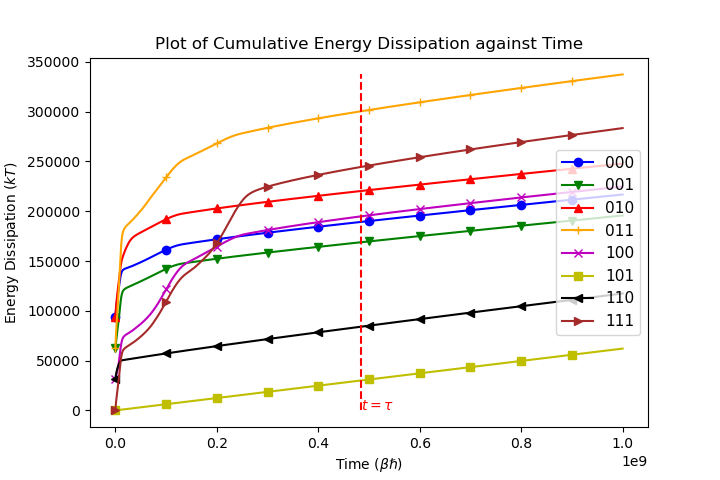 Plot of Cumulative Energy Dissipation against Time
Energy Dissipation (kT)
350000
300000
250000
200000
150000
100000
50000
0
000
001
010
011
100
101
110
111
t = τ
0.0 0.2 0.4 0.6 0.8 1.0
1e9
Time (βħ)